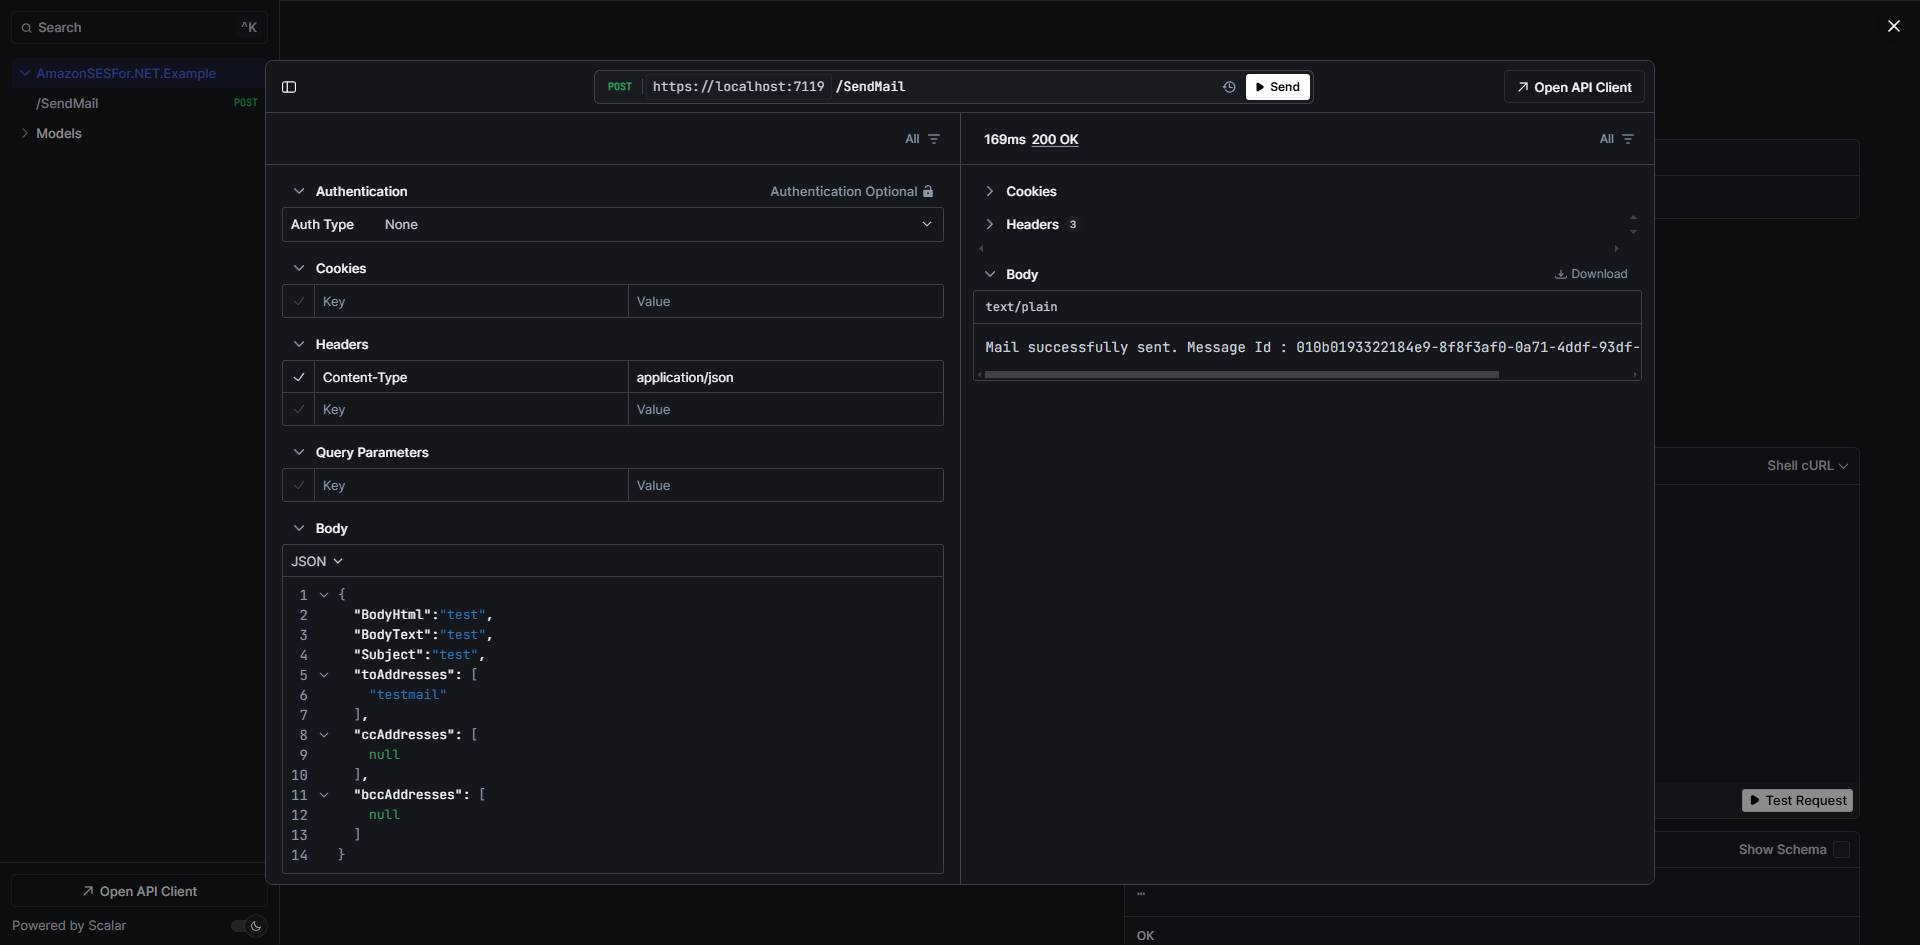 Search ^K
AmazonSESFor.NET.Example
/SendMail POST
Models
POST https://localhost:7119 /SendMail Send
Open API Client
All
Authentication Authentication Optional
Auth Type None
Cookies
Key Value
Headers
Content-Type application/json
Key Value
Query Parameters
Key Value
Body
JSON
1 {
2 "BodyHtml":"test",
3 "BodyText":"test",
4 "Subject":"test",
5 "toAddresses": [
6 "testmail"
7 ],
8 "ccAddresses": [
9 null
10 ],
11 "bccAddresses": [
12 null
13 ]
14 }
169ms 200 OK All
Cookies
Headers 3
Body Download
text/plain
Mail successfully sent. Message Id : 010b0193322184e9-8f8f3af0-0a71-4ddf-93df-
Shell cURL
Test Request
Show Schema
…
OK
Open API Client
Powered by Scalar